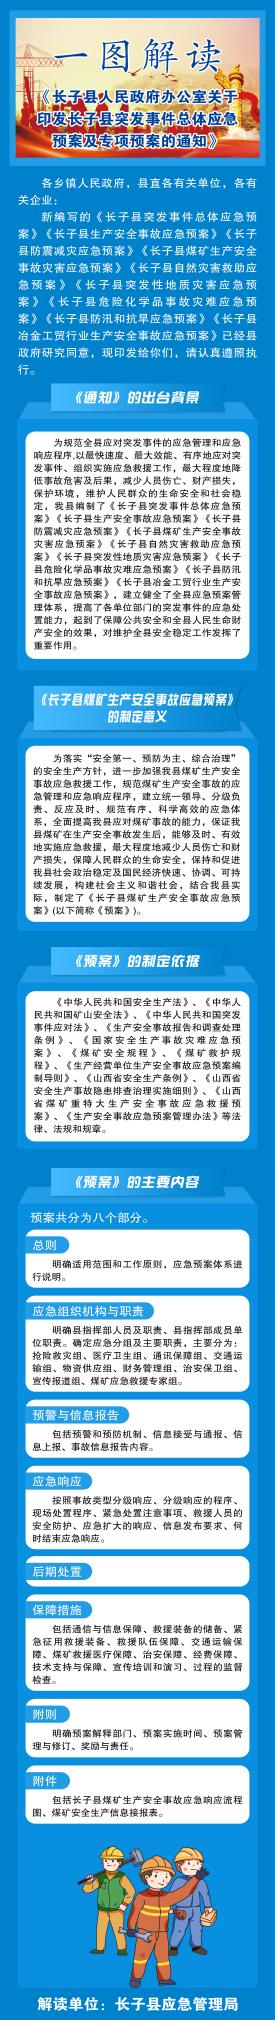 一图解读
《长子县人民政府办公室关于
印发长子县突发事件总体应急
预案及专项预案的通知》
各乡镇人民政府，县直各有关单位，各有
关企业：
新编写的《长子县突发事件总体应急预
案》《长子县生产安全事故应急预案》《长子
县防震减灾应急预案》《长子县煤矿生产安全
事故灾害应急预案》《长子县自然灾害救助应
急预案》《长子县突发性地质灾害应急预案
》《长子县危险化学品事故灾难应急预案》《
长子县防汛和抗旱应急预案》《长子县
冶金工贸行业生产安全事故应急预案》已经县
政府研究同意，现印发给你们，请认真遵照执
行。
《通知》的出台背景
为规范全县应对突发事件的应急管理和应急
响应程序,以最快速度、最大效能、有序地应对突
发事件、组织实施应急救援工作，最大程度地降
低事故危害及后果，减少人员伤亡、财产损失，
保护环境，维护人民群众的生命安全和社会稳
定，我县编制了《长子县突发事件总体应急预
案》《长子县生产安全事故应急预案》《长子县
防震减灾应急预案》《长子县煤矿生产安全事故
灾害应急预案》《长子县自然灾害救助应急预案》
《长子县突发性地质灾害应急预案》《长子
县危险化学品事故灾难应急预案》《长子县防汛
和抗旱应急预案》《长子县冶金工贸行业生产安
全事故应急预案》，建立健全了全县应急预案管
理体系，提高了各单位部门的突发事件的应急处
置能力，起到了保障公共安全和全县人民生命财
产安全的效果，对维护全县安全稳定工作发挥了
重要作用。
《长子县煤矿生产安全事故应急预案》
的制定意义
为落实“安全第一、预防为主、综合治理”
的安全生产方针，进一步加强我县煤矿生产安全
事故应急救援工作，规范煤矿生产安全事故的应
急管理和应急响应程序，建立统一领导、分级负
责、反应及时、规范有序、科学高效的应急体
系，全面提高我县应对煤矿事故的能力，保证我
县煤矿在生产安全事故发生后，能够及时、有效
地实施应急救援，最大程度地减少人员伤亡和财
产损失，保障人民群众的生命安全，保持和促进
我县社会政治稳定及国民经济快速、协调、可持
续发展，构建社会主义和谐社会，结合我县实
际，制定了《长子县煤矿生产安全事故应急预
案》(以下简称《预案》)。
《预案》的制定依据
《中华人民共和国安全生产法》、《中华人
民共和国矿山安全法》、《中华人民共和国突发
事件应对法》、《生产安全事故报告和调查处理
条例》、《国家安全生产事故灾难应急预
案》、《煤矿安全规程》、《煤矿救护规
程》、《生产经营单位生产安全事故应急预案编
制导则》、《山西省安全生产条例》、《山西省
安全生产事故隐患排查治理实施细则》、《山西
省煤矿重特大生产安全事故应急救援预
案》、《生产安全事故应急预案管理办法》等法
律、法规和规章。
《预案》的主要内容
预案共分为八个部分。
总则
明确适用范围和工作原则，应急预案体系进
行说明。
应急组织机构与职责
明确县指挥部人员及职责、县指挥部成员单
位职责。确定应急分组及主要职责，主要分为：
抢险救灾组、医疗卫生组、通讯保障组、交通运
输组、物资供应组、财务管理组、治安保卫组、
宣传报道组、煤矿应急救援专家组。
预警与信息报告
包括预警和预防机制、信息接受与通报、信
息上报、事故信息报告内容。
应急响应
按照事故类型分级响应、分级响应的程序、
现场处置程序、紧急处置注意事项、救援人员的
安全防护、应急扩大的响应、信息发布要求、何
时结束应急响应。
后期处置
保障措施
包括通信与信息保障、救援装备的储备、紧
急征用救援装备、救援队伍保障、交通运输保
障、煤矿救援医疗保障、治安保障、经费保障、
技术支持与保障、宣传培训和演习、过程的监督
检查。
附则
明确预案解释部门、预案实施时间、预案管
理与修订、奖励与责任。
附件
包括长子县煤矿生产安全事故应急响应流程
图、煤矿安全生产信息接报表。
解读单位：长子县应急管理局